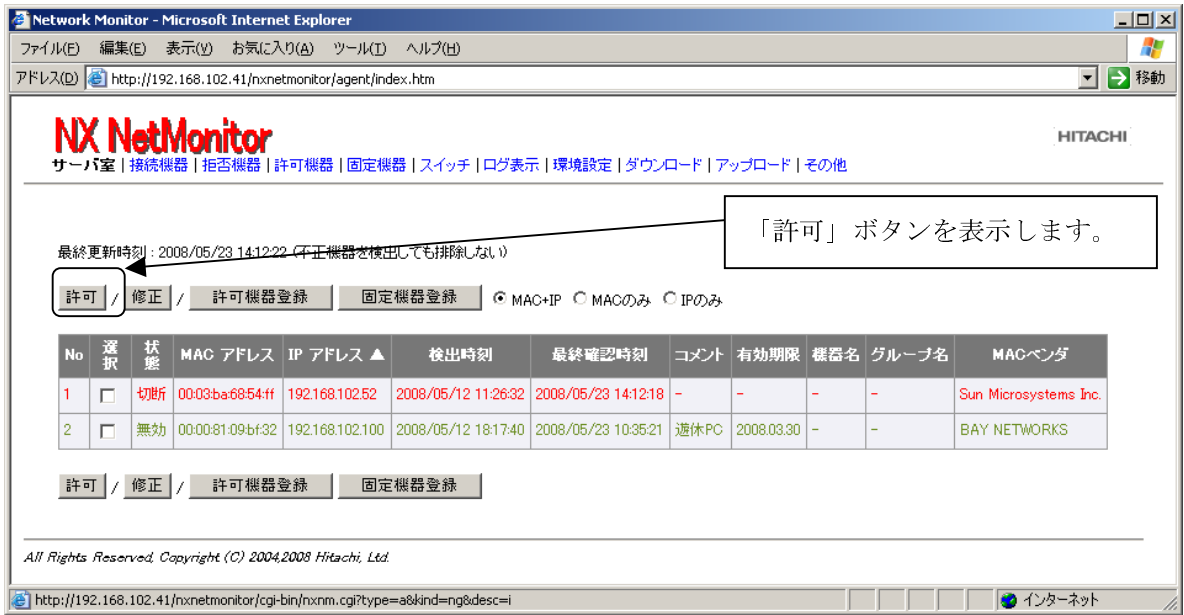 Network Monitor - Microsoft Internet Explorer
ファイル(F) 編集(E) 表示(V) お気に入り(A) ツール(T) ヘルプ(H)
アドレス(D) http://192.168.102.41/nxnetmonitor/agent/index.htm 移動
NX NetMonitor
HITACHI
サーバ室 | 接続機器 | 拒否機器 | 許可機器 | 固定機器 | スイッチ | ログ表示 | 環境設定 | ダウンロード | アップロード | その他
「許可」ボタンを表示します。
最終更新時刻 : 2008/05/23 14:12:22 (不正機器を検出しても排除しない)
許可 / 修正 / 許可機器登録 固定機器登録 MAC+IP MACのみ IPのみ
No 選択 状態 MAC アドレス IP アドレス ▲ 検出時刻 最終確認時刻 コメント 有効期限 機器名 グループ名 MACベンダ
1 切断 00:03:ba:68:54:ff 192.168.102.52 2008/05/12 11:26:32 2008/05/23 14:12:18 - - - - Sun Microsystems Inc.
2 無効 00:00:81:09:bf:32 192.168.102.100 2008/05/12 18:17:40 2008/05/23 10:35:21 遊休PC 2008.03.30 - - BAY NETWORKS
許可 / 修正 / 許可機器登録 固定機器登録
All Rights Reserved, Copyright (C) 2004,2008 Hitachi, Ltd.
http://192.168.102.41/nxnetmonitor/cgi-bin/nxnm.cgi?type=a&kind=ng&desc=i インターネット